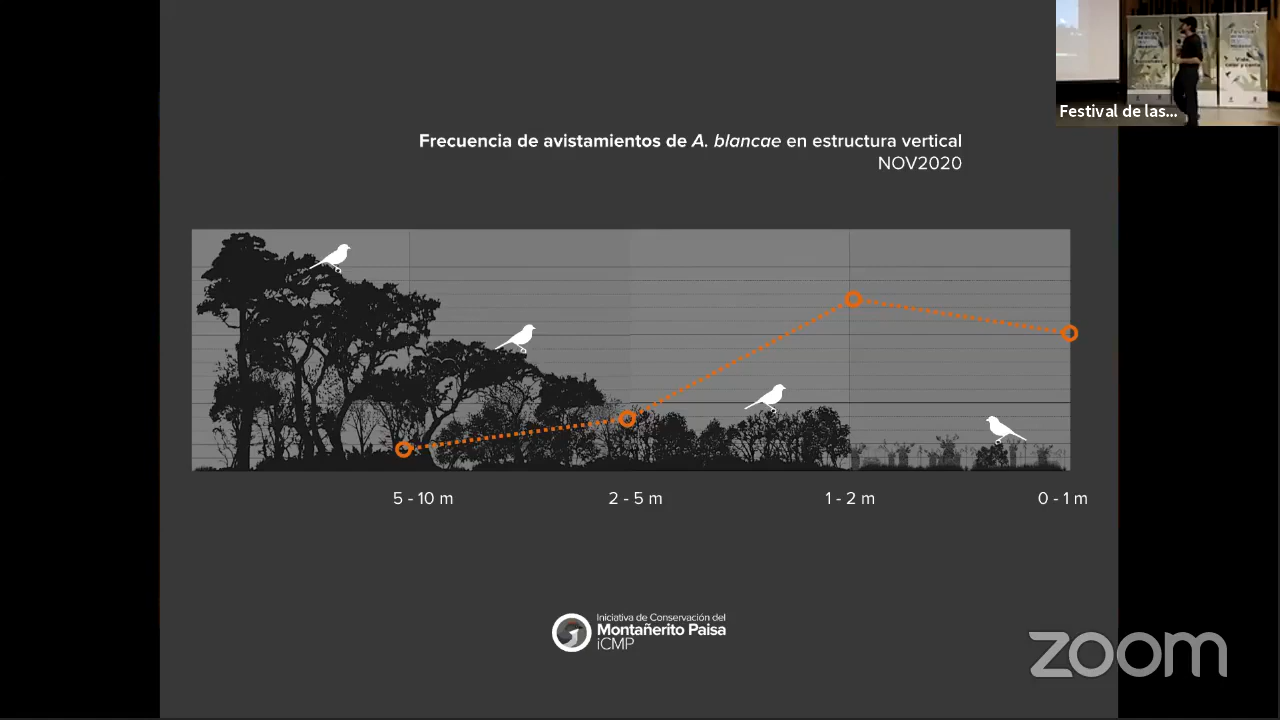 Frecuencia de avistamientos de A. blancae en estructura vertical
NOV2020
5 - 10 m
2 - 5 m
1 - 2 m
0 - 1 m
Iniciativa de Conservación del
Montañerito Paisa
iCMP
Festival de las...
zoom